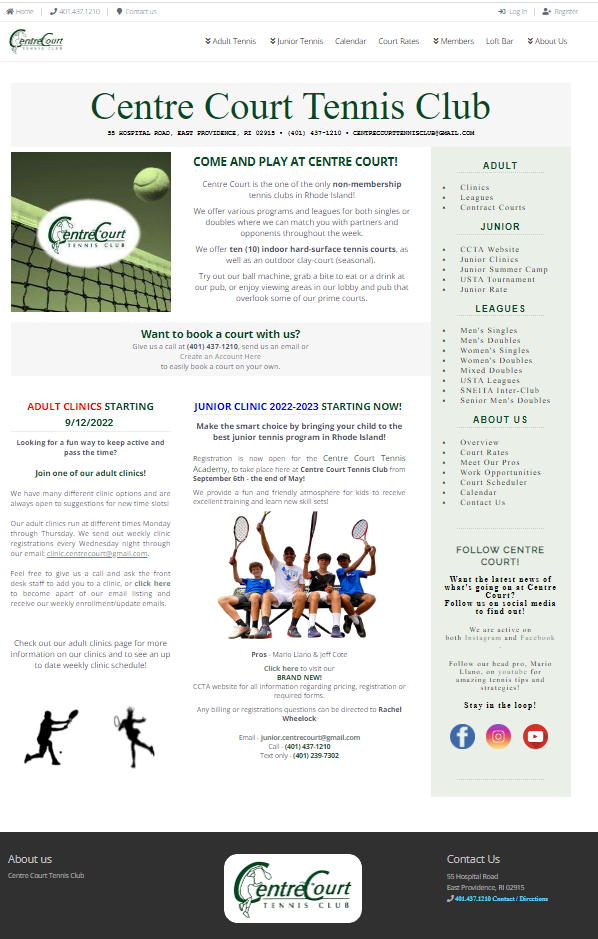 Home
401.437.1210
Contact us
Log In
Register
CentreCourt
TENNIS CLUB
Adult Tennis
Junior Tennis
Calendar
Court Rates
Members
Loft Bar
About Us
Centre Court Tennis Club
55 HOSPITAL ROAD, EAST PROVIDENCE, RI 02915 • (401) 437-1210 • CENTRECOURTTENNISCLUB@GMAIL.COM
CentreCourt
TENNIS CLUB
COME AND PLAY AT CENTRE COURT!
Centre Court is the one of the only non-membership
tennis clubs in Rhode Island!
We offer various programs and leagues for both singles or
doubles where we can match you with partners and
opponents throughout the week.
We offer ten (10) indoor hard-surface tennis courts, as
well as an outdoor clay-court (seasonal).
Try out our ball machine, grab a bite to eat or a drink at
our pub, or enjoy viewing areas in our lobby and pub that
overlook some of our prime courts.
Want to book a court with us?
Give us a call at (401) 437-1210, send us an email or
Create an Account Here
to easily book a court on your own.
ADULT CLINICS STARTING
9/12/2022
Looking for a fun way to keep active and
pass the time?
Join one of our adult clinics!
We have many different clinic options and are
always open to suggestions for new time slots!
Our adult clinics run at different times Monday
through Thursday. We send out weekly clinic
registrations every Wednesday night through
our email: clinic.centrecourt@gmail.com.
Feel free to give us a call and ask the front
desk staff to add you to a clinic, or click here
to become apart of our email listing and
receive our weekly enrollment/update emails.
Check out our adult clinics page for more
information on our clinics and to see an up
to date weekly clinic schedule!
JUNIOR CLINIC 2022-2023 STARTING NOW!
Make the smart choice by bringing your child to the
best junior tennis program in Rhode Island!
Registration is now open for the Centre Court Tennis
Academy, to take place here at Centre Court Tennis Club from
September 6th - the end of May!
We provide a fun and friendly atmosphere for kids to receive
excellent training and learn new skill sets!
Pros - Mario Llano & Jeff Cote
Click here to visit our
BRAND NEW!
CCTA website for all information regarding pricing, registration or
required forms.
Any billing or registrations questions can be directed to Rachel
Wheelock
Email - junior.centrecourt@gmail.com
Call - (401) 437-1210
Text only - (401) 239-7302
ADULT
Clinics
Leagues
Contract Courts
JUNIOR
CCTA Website
Junior Clinics
Junior Summer Camp
USTA Tournament
Junior Rate
LEAGUES
Men's Singles
Men's Doubles
Women's Singles
Women's Doubles
Mixed Doubles
USTA Leagues
SNEITA Inter-Club
Senior Men's Doubles
ABOUT US
Overview
Court Rates
Meet Our Pros
Work Opportunities
Court Scheduler
Calendar
Contact Us
FOLLOW CENTRE
COURT!
Want the latest news of
what's going on at Centre
Court?
Follow us on social media
to find out!
We are active on
both Instagram and Facebook
.
Follow our head pro, Mario
Llano, on youtube for
amazing tennis tips and
strategies!
Stay in the loop!
About us
Centre Court Tennis Club
CentreCourt
TENNIS CLUB
Contact Us
55 Hospital Road
East Providence, RI 02915
401.437.1210 Contact / Directions